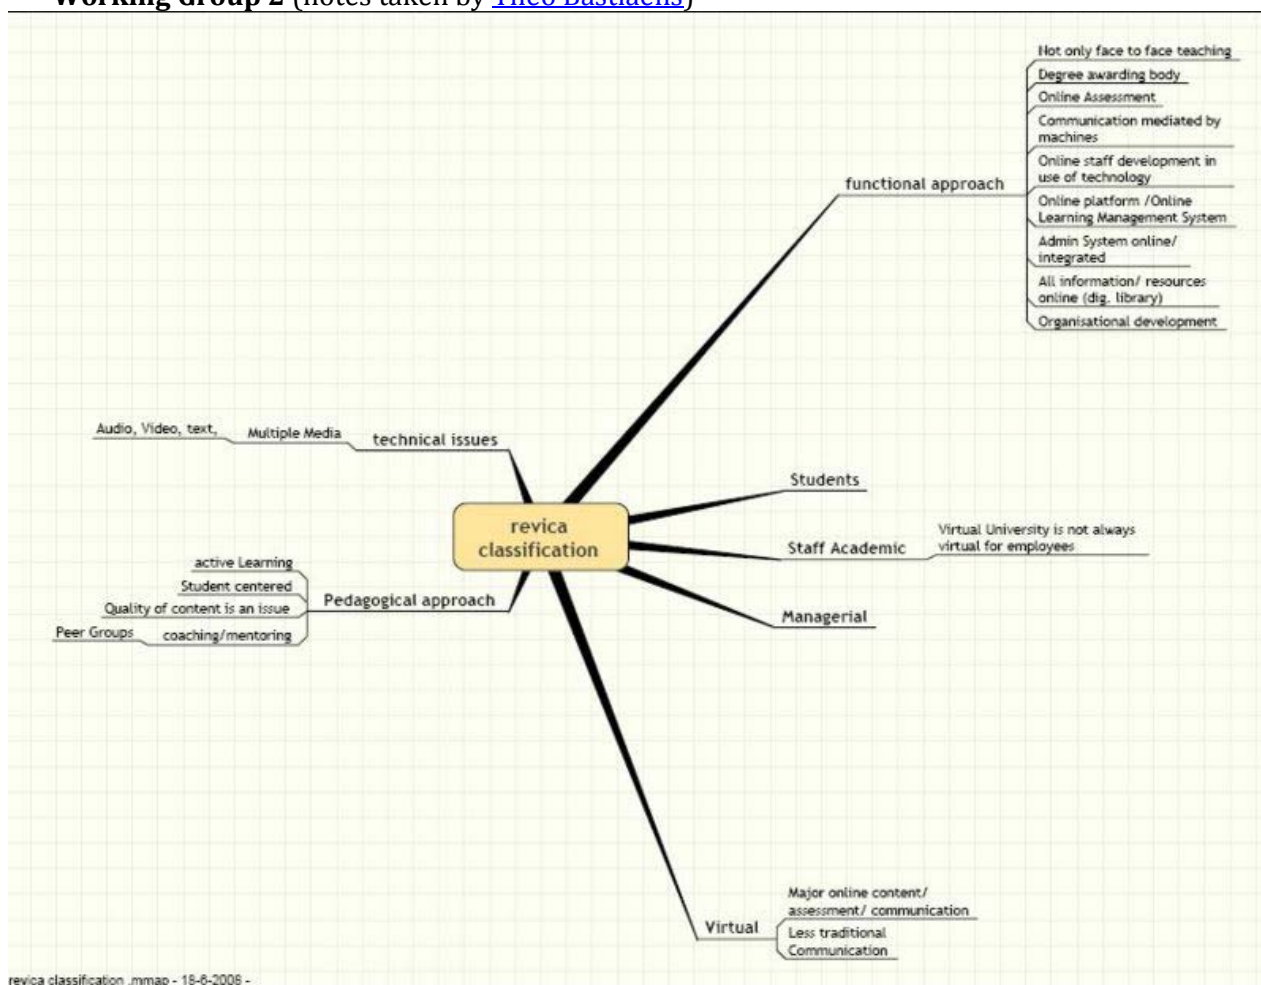 Working Group 2 (notes taken by Theo Bastiaens)
Not only face to face teaching
Degree awarding body
Online Assessment
Communication mediated by
machines
Online staff development in
use of technology
functional approach
Online platform /Online
Learning Management System
Admin System online/
integrated
All information/ resources
online (dig. library)
Organisational development
Audio, Video, text,
Multiple Media
technical issues
Students
revica
classification
Staff Academic
Virtual University is not always
virtual for employees
active Learning
Student centered
Quality of content is an issue
Pedagogical approach
Peer Groups
coaching/mentoring
Managerial
Major online content/
assessment/ communication
Virtual
Less traditional
Communication
revica classification .mmap - 18-6-2008 -